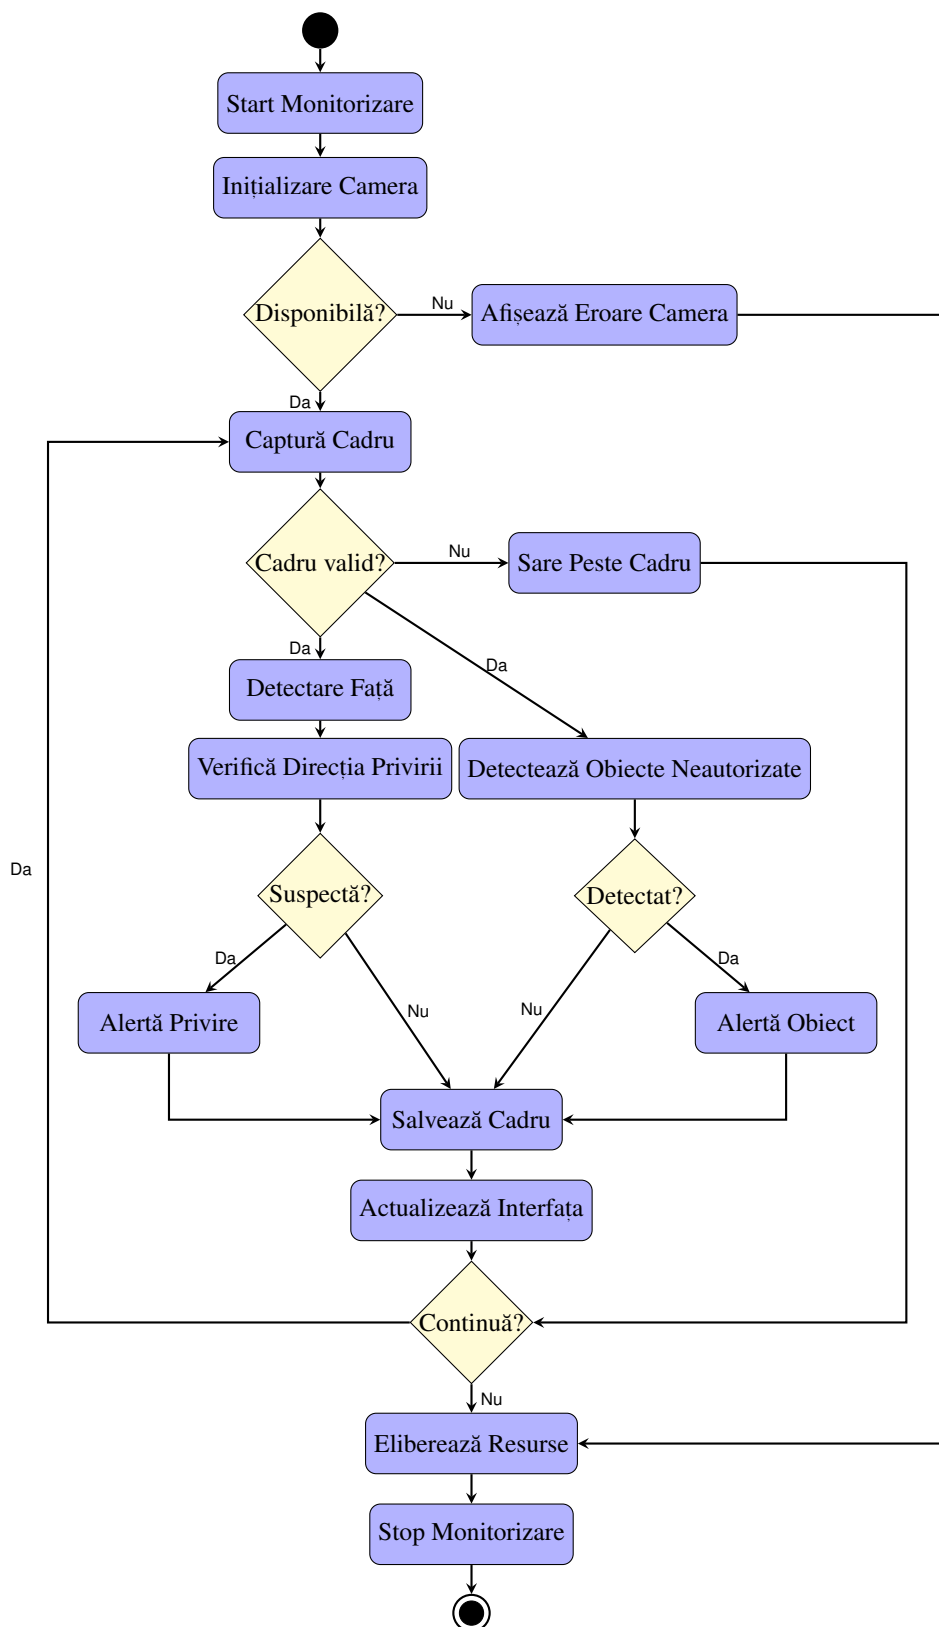 Start Monitorizare
Inițializare Camera
Disponibilă?
Nu
Afișează Eroare Camera
Da
Captură Cadru
Cadru valid?
Nu
Sare Peste Cadru
Da
Da
Detectare Față
Verifică Direcția Privirii
Detectează Obiecte Neautorizate
Da
Suspectă?
Detectat?
Da
Da
Nu
Nu
Alertă Privire
Alertă Obiect
Salvează Cadru
Actualizează Interfața
Continuă?
Nu
Eliberează Resurse
Stop Monitorizare